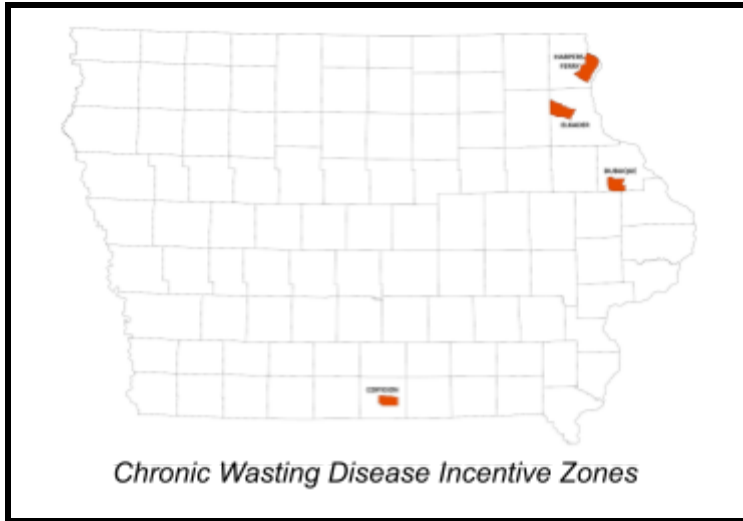 HARPERS
FERRY
ELKADER
DUBUQUE
CORYDON
Chronic Wasting Disease Incentive Zones